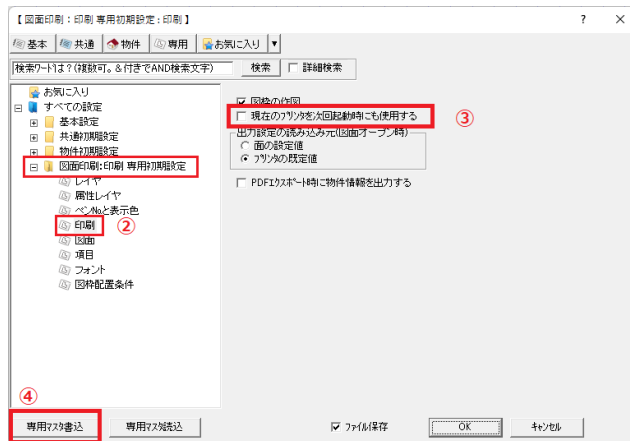 【 図面印刷 : 印刷 専用初期設定 : 印刷 】
? ×
基本 共通 物件 専用 お気に入り ▼
検索ワードは?(複数可。&付きでAND検索文字) 検索 詳細検索
お気に入り
すべての設定
基本設定
共通初期設定
物件初期設定
図面印刷:印刷 専用初期設定
レイヤ
属性レイヤ
ペンNoと表示色
印刷 ②
図面
項目
フォント
図枠配置条件
図枠の作図
現在のプリンタを次回起動時にも使用する ③
出力設定の読み込み元(図面オープン時)
面の設定値
プリンタの既定値
PDFエクスポート時に物件情報を出力する
④
専用マスタ書込 専用マスタ読込 ファイル保存 OK キャンセル